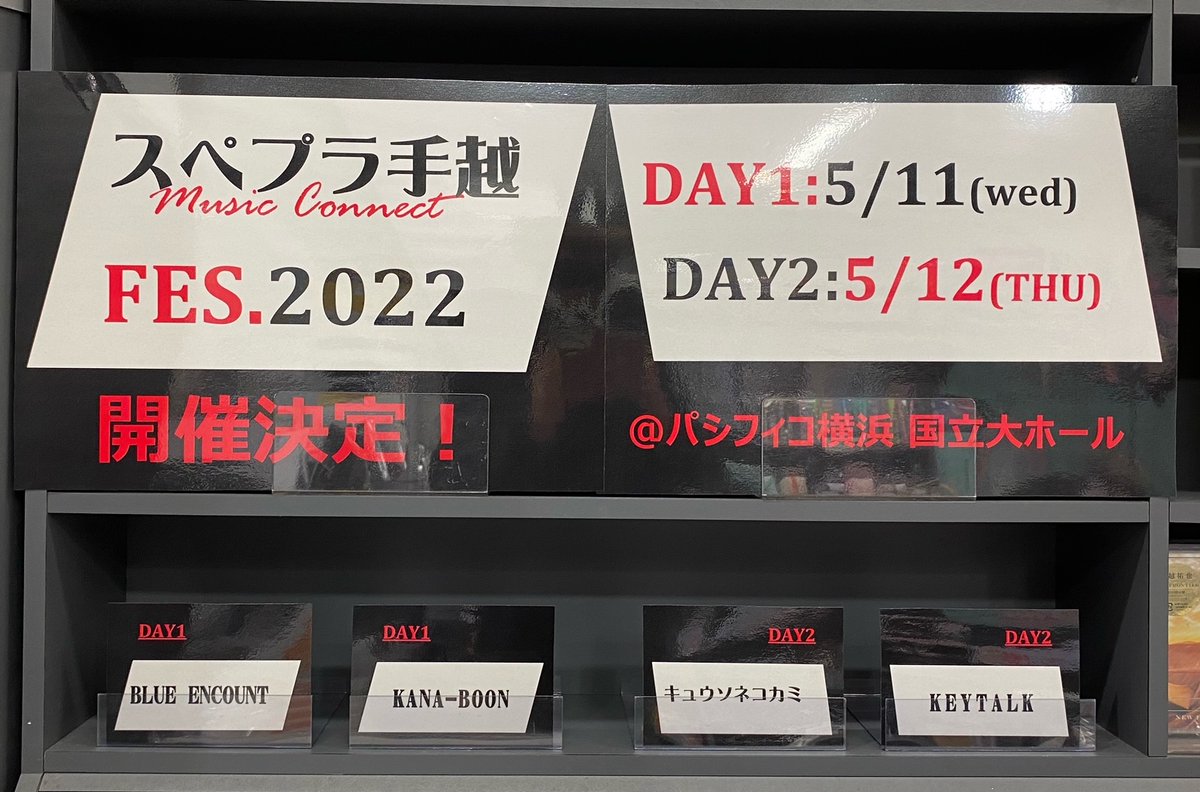 スペプラ手越
Music Connect
FES.2022
開催決定！
DAY1:5/11(wed)
DAY2:5/12(THU)
@パシフィコ横浜 国立大ホール
DAY1
BLUE ENCOUNT
DAY1
KANA-BOON
DAY2
キュウソネコカミ
DAY2
KEYTALK